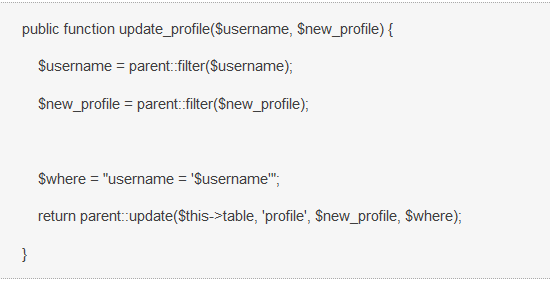 public function update_profile($username, $new_profile) {
$username = parent::filter($username);
$new_profile = parent::filter($new_profile);
$where = "username = '$username'";
return parent::update($this->table, 'profile', $new_profile, $where);
}